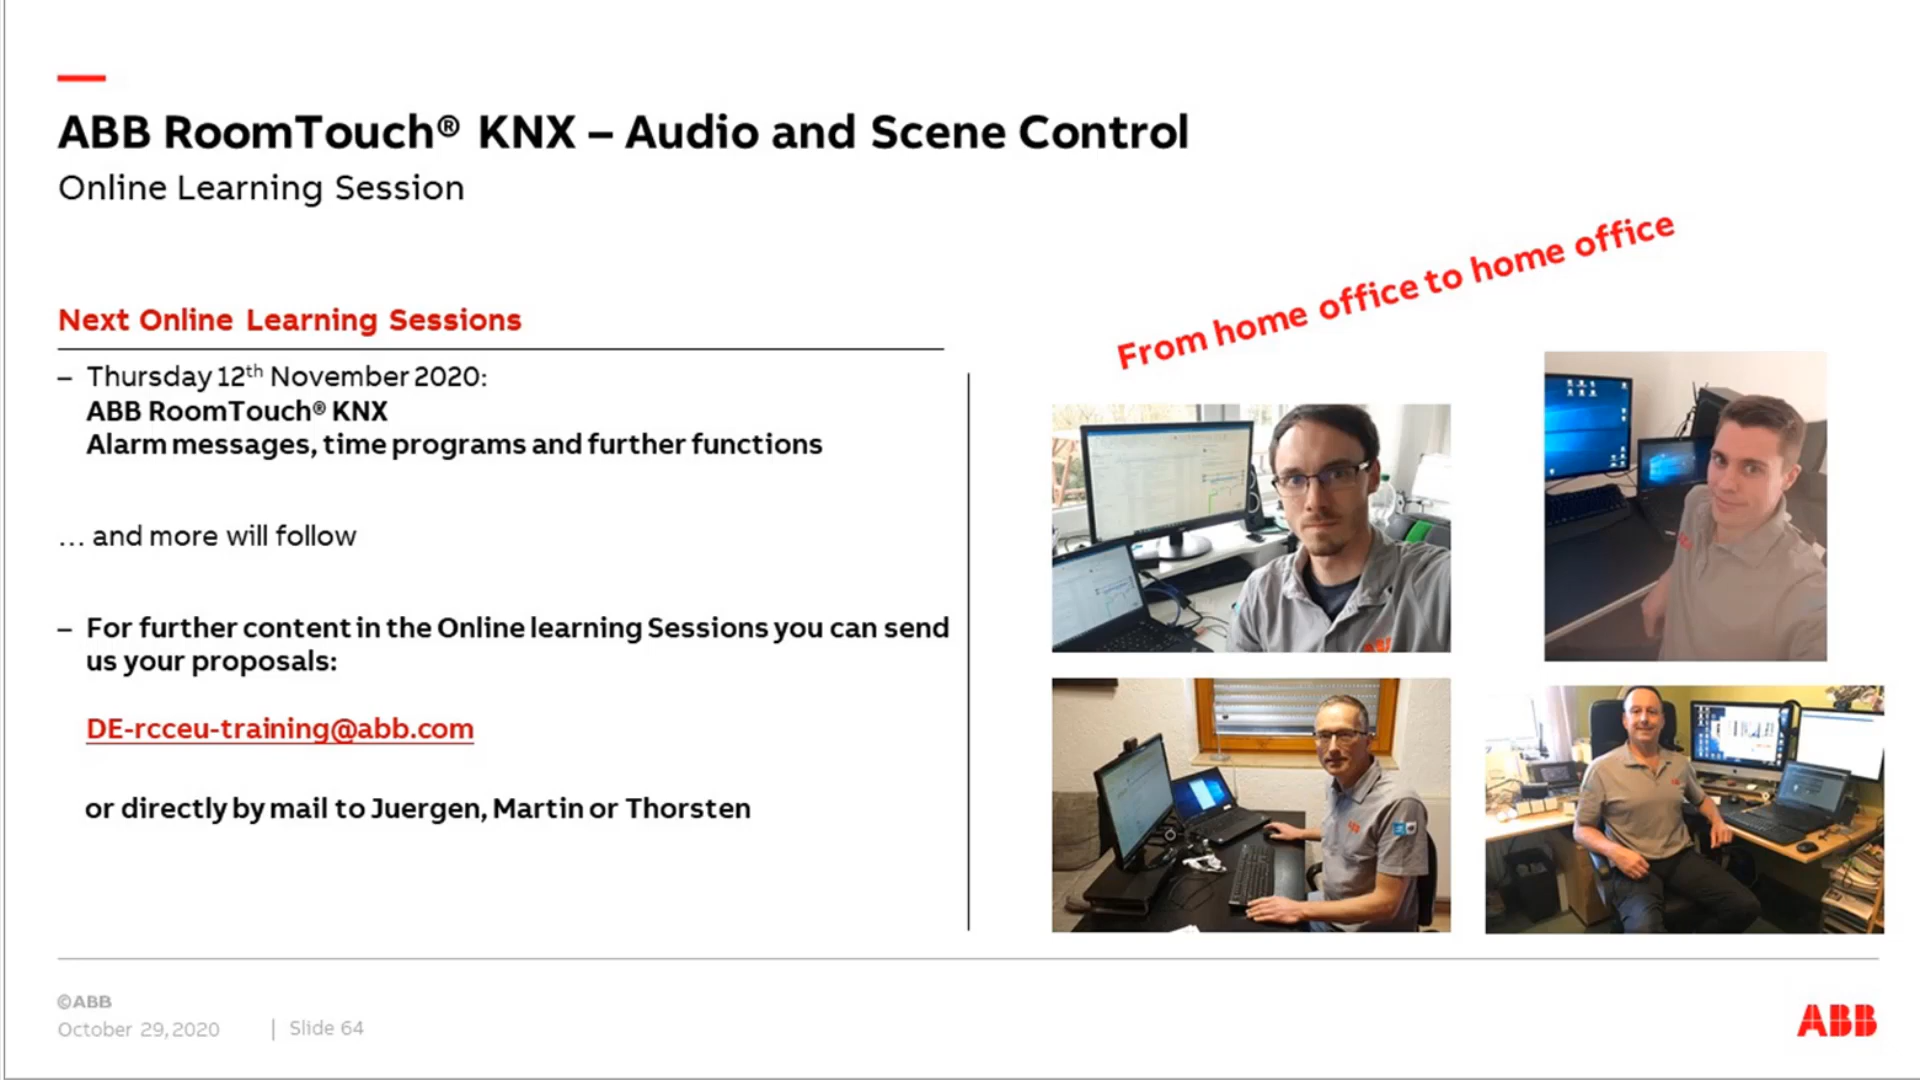 ABB RoomTouch® KNX – Audio and Scene Control
Online Learning Session
From home office to home office
Next Online Learning Sessions
– Thursday 12th November 2020:
ABB RoomTouch® KNX
Alarm messages, time programs and further functions
... and more will follow
– For further content in the Online learning Sessions you can send
us your proposals:
DE-rcceu-training@abb.com
or directly by mail to Juergen, Martin or Thorsten
©ABB
October 29, 2020 | Slide 64
ABB